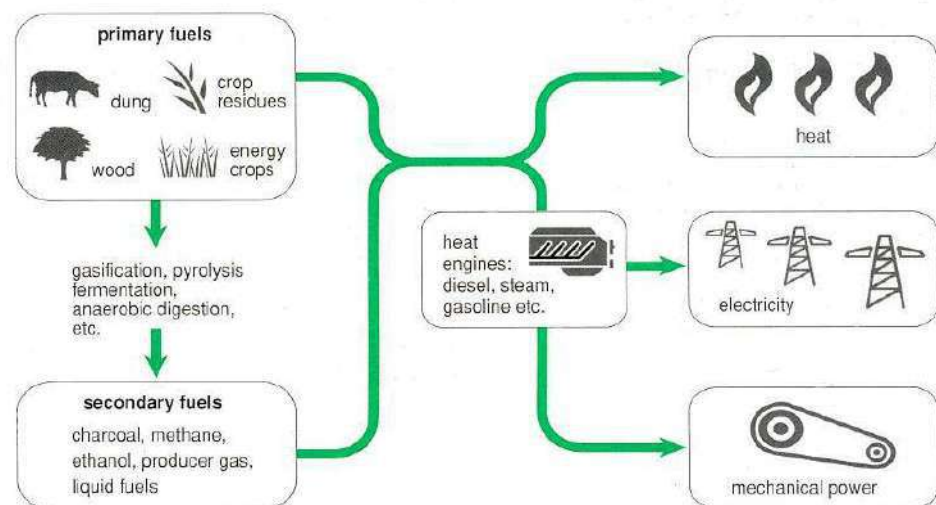 primary fuels
dung
crop
residues
wood
energy
crops
gasification, pyrolysis
fermentation,
anaerobic digestion,
etc.
secondary fuels
charcoal, methane,
ethanol, producer gas,
liquid fuels
heat
engines:
diesel, steam,
gasoline etc.
heat
electricity
mechanical power